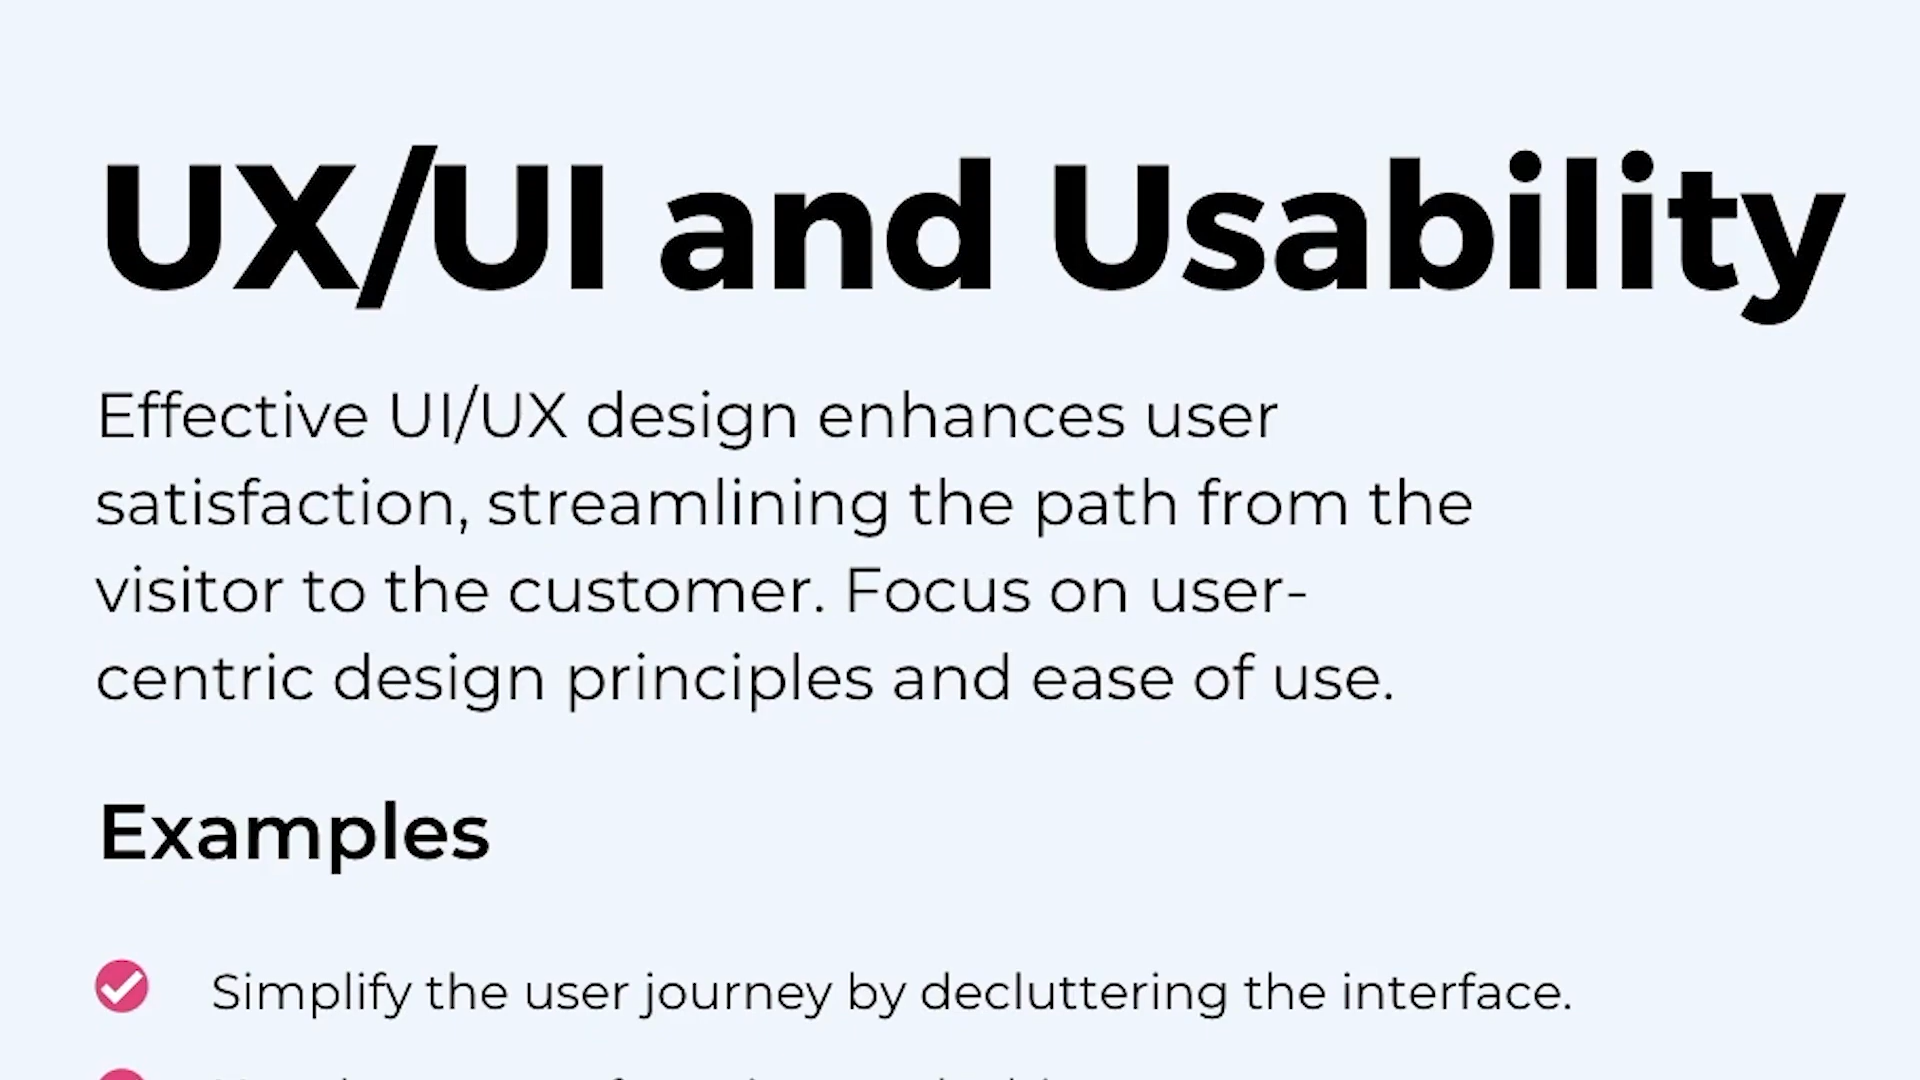 UX/UI and Usability
Effective UI/UX design enhances user
satisfaction, streamlining the path from the
visitor to the customer. Focus on user-
centric design principles and ease of use.
Examples
Simplify the user journey by decluttering the interface.